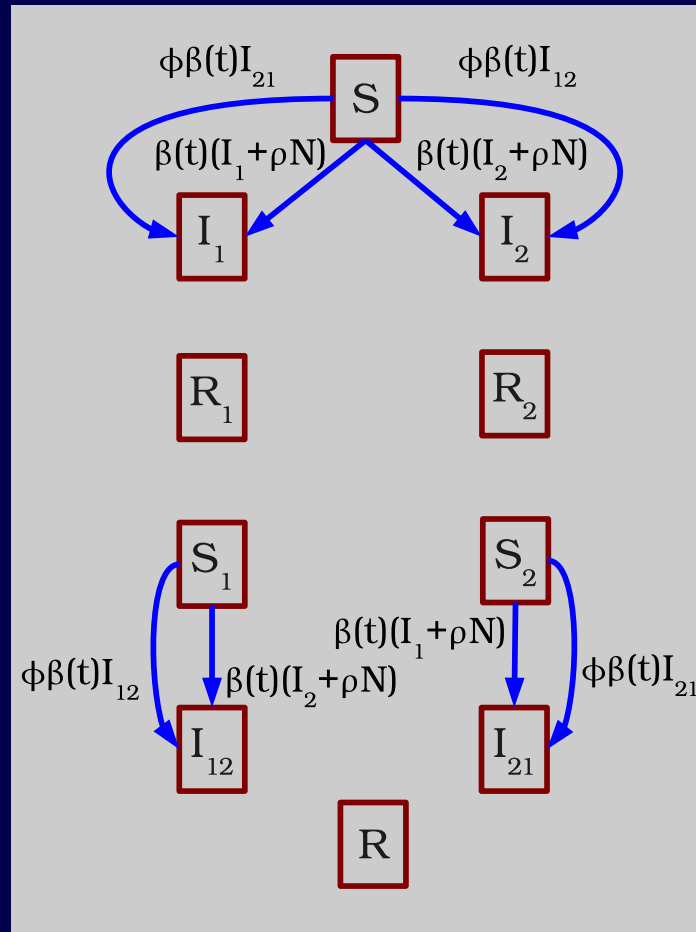 ϕβ(t)I₂₁
ϕβ(t)I₁₂
S
β(t)(I₁+ρN)
β(t)(I₂+ρN)
I₁
I₂
R₁
R₂
S₁
S₂
β(t)(I₁+ρN)
ϕβ(t)I₁₂
β(t)(I₂+ρN)
ϕβ(t)I₂₁
I₁₂
I₂₁
R